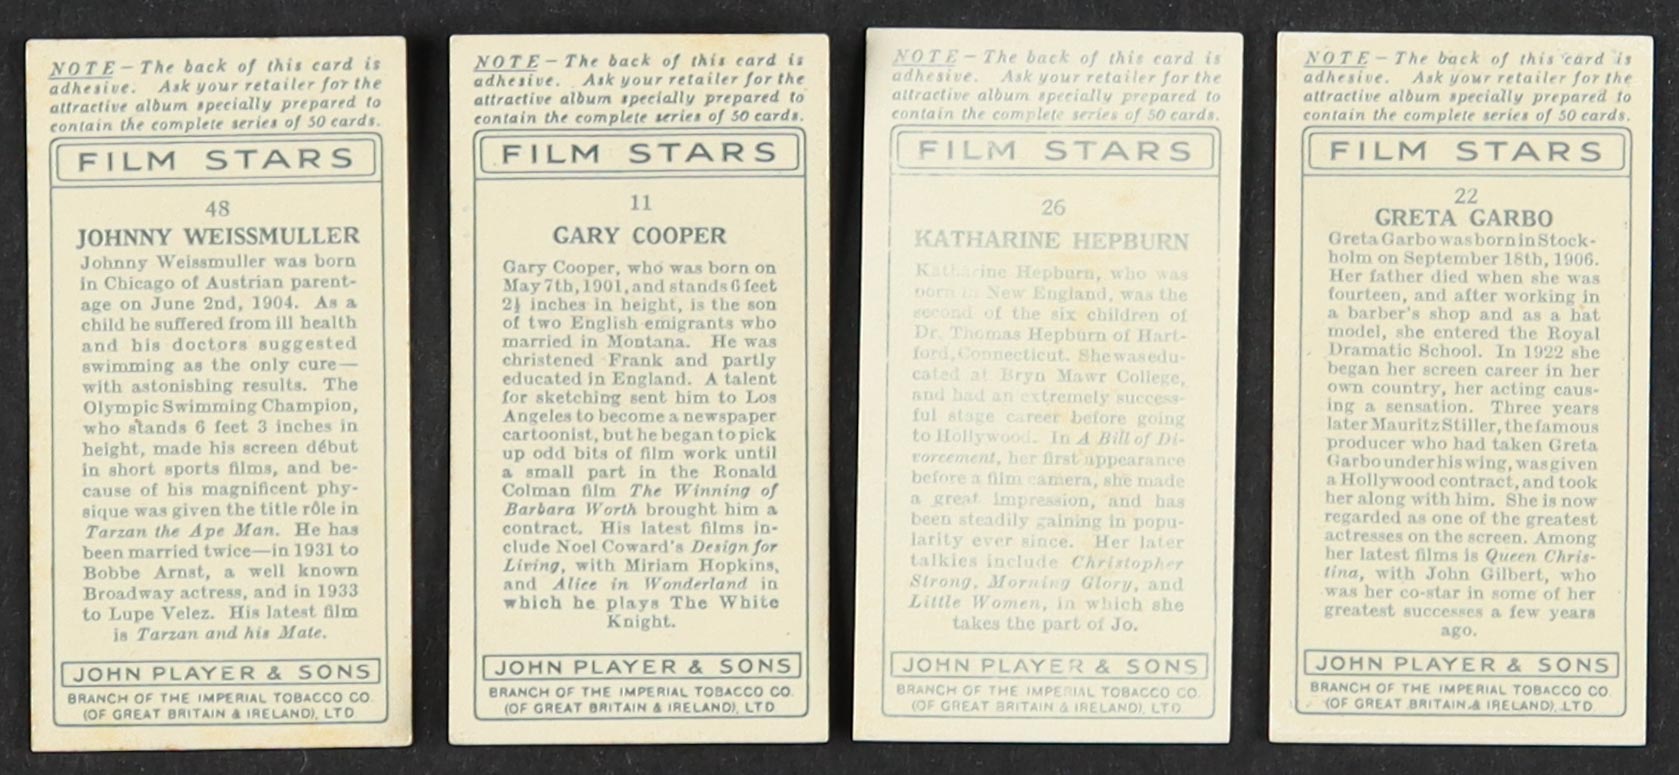 NOTE – The back of this card is
adhesive. Ask your retailer for the
attractive album specially prepared to
contain the complete series of 50 cards.
FILM STARS
48
JOHNNY WEISSMULLER
Johnny Weissmuller was born
in Chicago of Austrian parent-
age on June 2nd, 1904. As a
child he suffered from ill health
and his doctors suggested
swimming as the only cure—
with astonishing results. The
Olympic Swimming Champion,
who stands 6 feet 3 inches in
height, made his screen début
in short sports films, and be-
cause of his magnificent phy-
sique was given the title rôle in
Tarzan the Ape Man. He has
been married twice—in 1931 to
Bobbe Arnst, a well known
Broadway actress, and in 1933
to Lupe Velez. His latest film
is Tarzan and his Mate.
JOHN PLAYER & SONS
BRANCH OF THE IMPERIAL TOBACCO CO.
(OF GREAT BRITAIN & IRELAND), LTD
NOTE – The back of this card is
adhesive. Ask your retailer for the
attractive album specially prepared to
contain the complete series of 50 cards.
FILM STARS
11
GARY COOPER
Gary Cooper, who was born on
May 7th, 1901, and stands 6 feet
2½ inches in height, is the son
of two English emigrants who
married in Montana. He was
christened Frank and partly
educated in England. A talent
for sketching sent him to Los
Angeles to become a newspaper
cartoonist, but he began to pick
up odd bits of film work until
a small part in the Ronald
Colman film The Winning of
Barbara Worth brought him a
contract. His latest films in-
clude Noel Coward's Design for
Living, with Miriam Hopkins,
and Alice in Wonderland in
which he plays The White
Knight.
JOHN PLAYER & SONS
BRANCH OF THE IMPERIAL TOBACCO CO.
(OF GREAT BRITAIN & IRELAND), LTD
NOTE – The back of this card is
adhesive. Ask your retailer for the
attractive album specially prepared to
contain the complete series of 50 cards.
FILM STARS
26
KATHARINE HEPBURN
Katharine Hepburn, who was
born in New England, was the
second of the six children of
Dr. Thomas Hepburn of Hart-
ford, Connecticut. She was edu-
cated at Bryn Mawr College,
and had an extremely success-
ful stage career before going
to Hollywood. In A Bill of Di-
vorcement, her first appearance
before a film camera, she made
a great impression, and has
been steadily gaining in popu-
larity ever since. Her later
talkies include Christopher
Strong, Morning Glory, and
Little Women, in which she
takes the part of Jo.
JOHN PLAYER & SONS
BRANCH OF THE IMPERIAL TOBACCO CO.
(OF GREAT BRITAIN & IRELAND), LTD
NOTE – The back of this card is
adhesive. Ask your retailer for the
attractive album specially prepared to
contain the complete series of 50 cards.
FILM STARS
22
GRETA GARBO
Greta Garbo was born in Stock-
holm on September 18th, 1906.
Her father died when she was
fourteen, and after working in
a barber's shop and as a hat
model, she entered the Royal
Dramatic School. In 1922 she
began her screen career in her
own country, her acting caus-
ing a sensation. Three years
later Mauritz Stiller, the famous
producer who had taken Greta
Garbo under his wing, was given
a Hollywood contract, and took
her along with him. She is now
regarded as one of the greatest
actresses on the screen. Among
her latest films is Queen Chris-
tina, with John Gilbert, who
was her co-star in some of her
greatest successes a few years
ago.
JOHN PLAYER & SONS
BRANCH OF THE IMPERIAL TOBACCO CO.
(OF GREAT BRITAIN & IRELAND), LTD